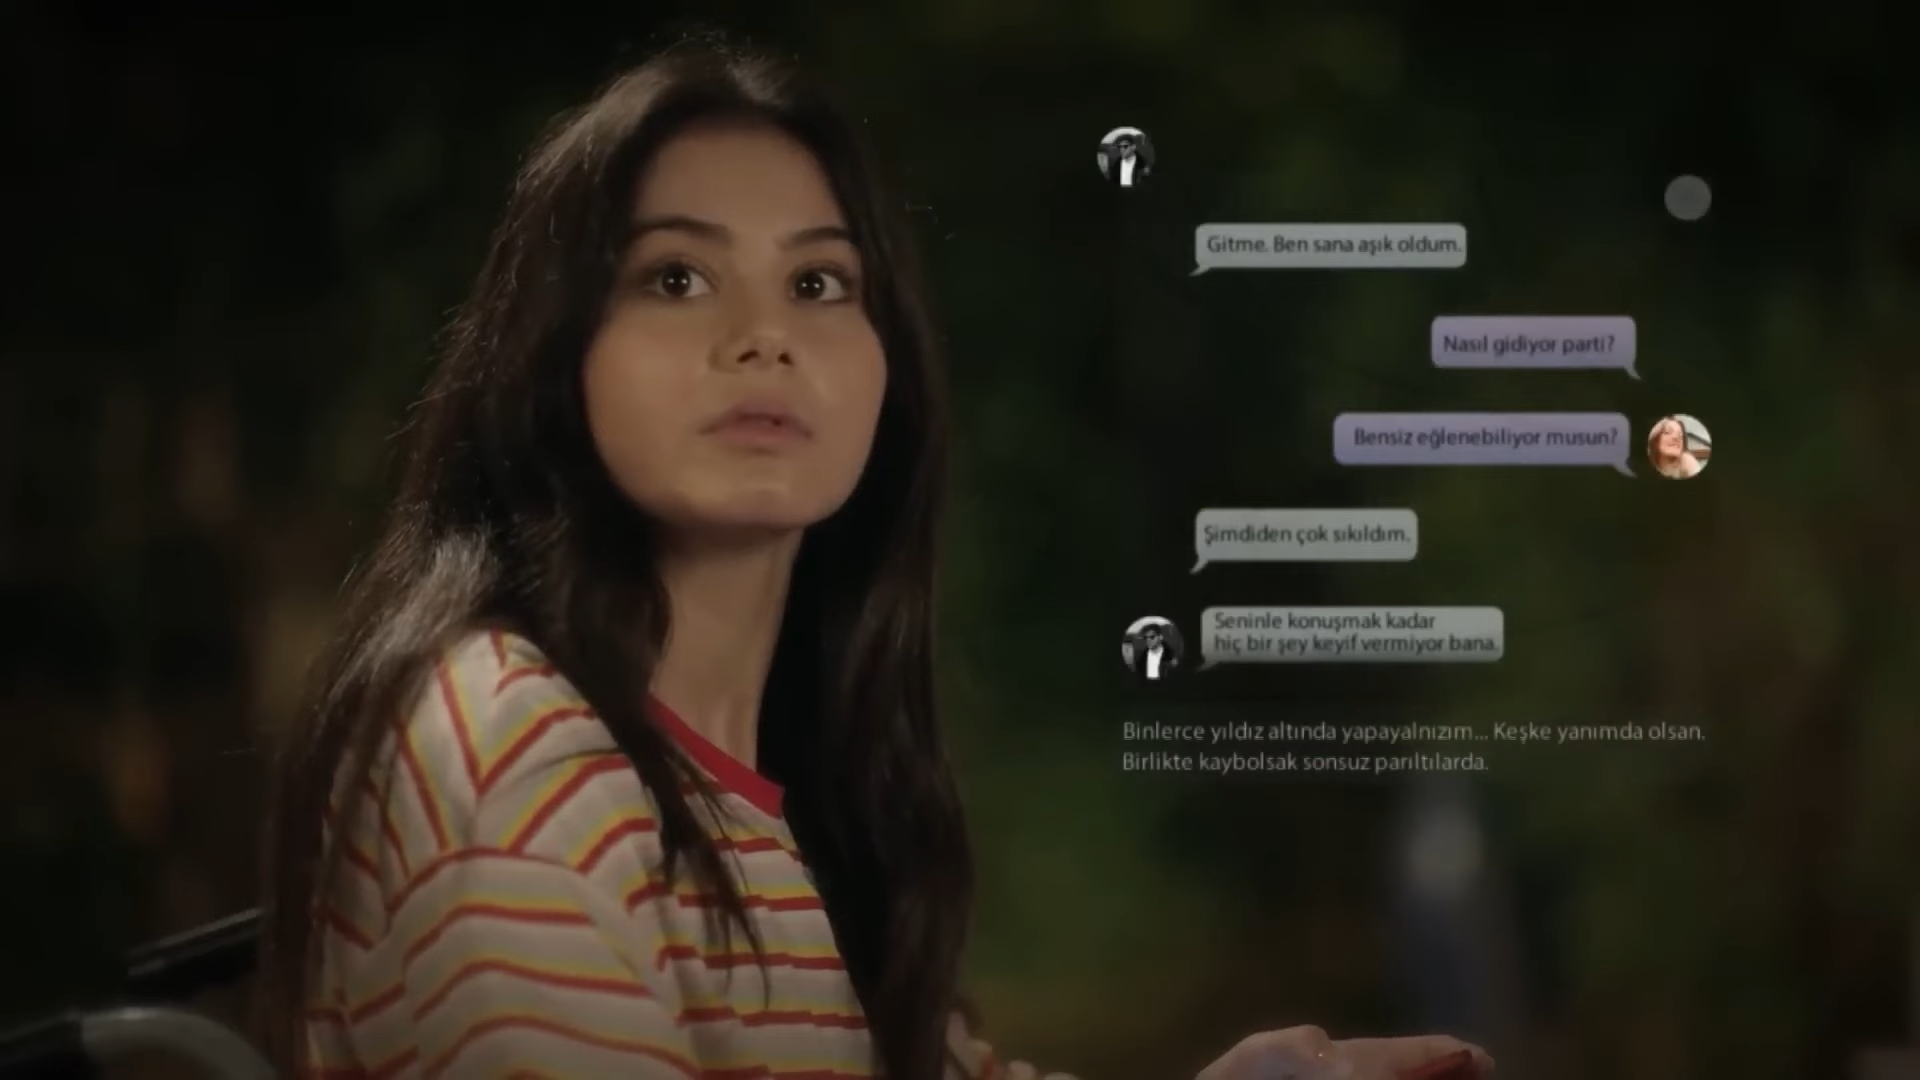 Gitme. Ben sana aşık oldum.
Nasıl gidiyor parti?
Bensiz eğlenebiliyor musun?
Şimdiden çok sıkıldım.
Seninle konuşmak kadar
hiç bir şey keyif vermiyor bana.
Binlerce yıldız altında yapayalnızım... Keşke yanımda olsan.
Birlikte kaybolsak sonsuz parıltılarda.